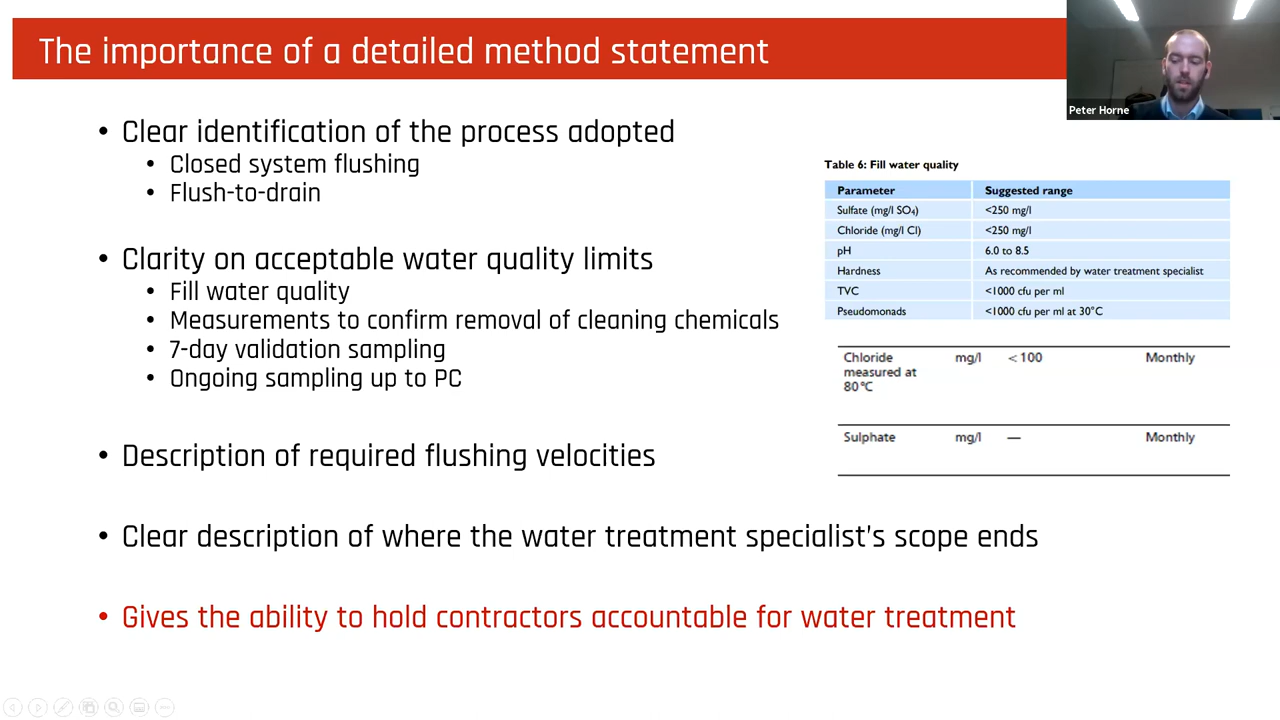 The importance of a detailed method statement
Peter Horne
• Clear identification of the process adopted
• Closed system flushing
• Flush-to-drain
• Clarity on acceptable water quality limits
• Fill water quality
• Measurements to confirm removal of cleaning chemicals
• 7-day validation sampling
• Ongoing sampling up to PC
• Description of required flushing velocities
• Clear description of where the water treatment specialist's scope ends
• Gives the ability to hold contractors accountable for water treatment
Table 6: Fill water quality
Parameter Suggested range
Sulfate (mg/l SO₄) <250 mg/l
Chloride (mg/l Cl) <250 mg/l
pH 6.0 to 8.5
Hardness As recommended by water treatment specialist
TVC <1000 cfu per ml
Pseudomonads <1000 cfu per ml at 30°C
Chloride mg/l <100 Monthly
measured at
80°C
Sulphate mg/l — Monthly